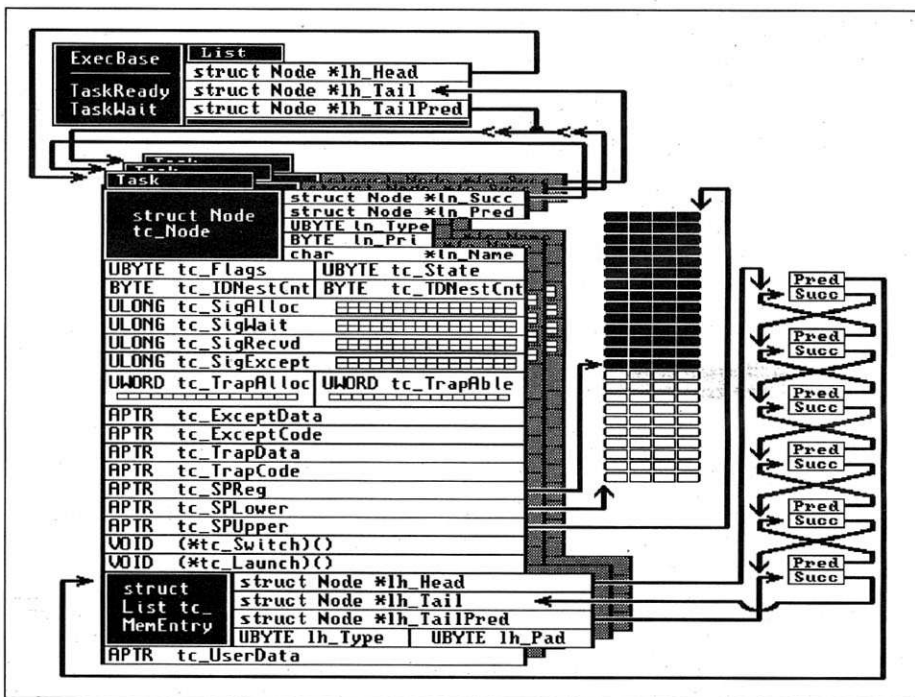 ExecBase
TaskReady
TaskWait
List
struct Node *lh_Head
struct Node *lh_Tail
struct Node *lh_TailPred
Task
struct Node
tc_Node
struct Node *ln_Succ
struct Node *ln_Pred
UBYTE ln_Type
BYTE ln_Pri
char *ln_Name
UBYTE tc_Flags
UBYTE tc_State
BYTE tc_IDNestCnt
BYTE tc_TDNestCnt
ULONG tc_SigAlloc
ULONG tc_SigWait
ULONG tc_SigRecvd
ULONG tc_SigExcept
UWORD tc_TrapAlloc
UWORD tc_TrapAble
APTR tc_ExceptData
APTR tc_ExceptCode
APTR tc_TrapData
APTR tc_TrapCode
APTR tc_SPReg
APTR tc_SPLower
APTR tc_SPUpper
VOID (*tc_Switch)()
VOID (*tc_Launch)()
struct
List tc_
MemEntry
struct Node *lh_Head
struct Node *lh_Tail
struct Node *lh_TailPred
UBYTE lh_Type
UBYTE lh_Pad
APTR tc_UserData
Pred
Succ
Pred
Succ
Pred
Succ
Pred
Succ
Pred
Succ
Pred
Succ